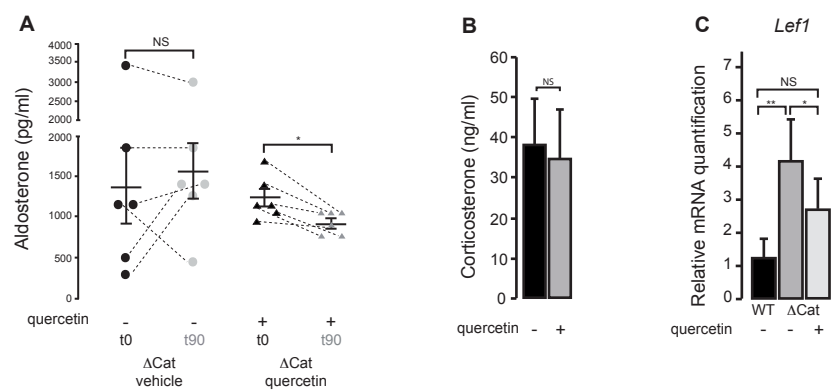 A
Aldosterone (pg/ml)
4000
3500
3000
2500
2000
2000
1500
1000
500
0
NS
*
quercetin - - + +
t0 t90 t0 t90
ΔCat ΔCat
vehicle quercetin
B
Corticosterone (ng/ml)
60
50
40
30
20
10
0
NS
quercetin - +
C
Lef1
Relative mRNA quantification
7
6
5
4
3
2
1
0
NS
** *
WT ΔCat
quercetin - - +